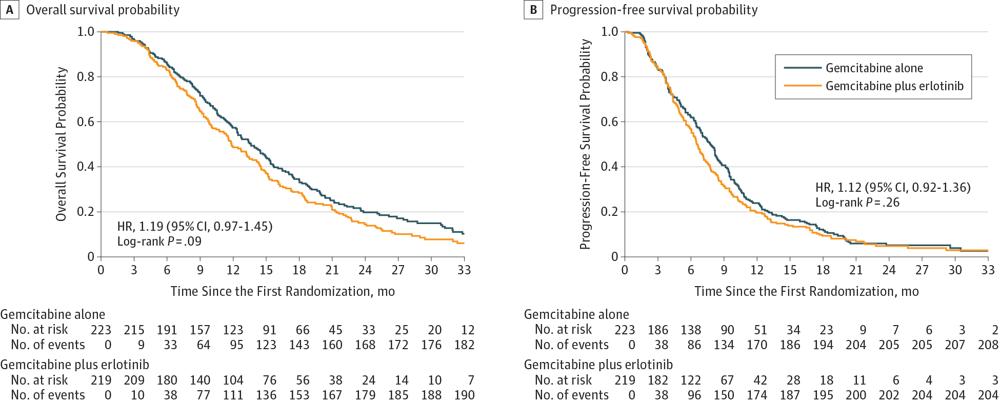 A Overall survival probability
1.0
0.8
0.6
0.4
0.2
0
Overall Survival Probability
HR, 1.19 (95% CI, 0.97-1.45)
Log-rank P = .09
0 3 6 9 12 15 18 21 24 27 30 33
Time Since the First Randomization, mo
Gemcitabine alone
No. at risk 223 215 191 157 123 91 66 45 33 25 20 12
No. of events 0 9 33 64 95 123 143 160 168 172 176 182
Gemcitabine plus erlotinib
No. at risk 219 209 180 140 104 76 56 38 24 14 10 7
No. of events 0 10 38 77 111 136 153 167 179 185 188 190
B Progression-free survival probability
1.0
0.8
0.6
0.4
0.2
0
Progression-Free Survival Probability
Gemcitabine alone
Gemcitabine plus erlotinib
HR, 1.12 (95% CI, 0.92-1.36)
Log-rank P = .26
0 3 6 9 12 15 18 21 24 27 30 33
Time Since the First Randomization, mo
Gemcitabine alone
No. at risk 223 186 138 90 51 34 23 9 7 6 3 2
No. of events 0 38 86 134 170 186 194 204 205 205 207 208
Gemcitabine plus erlotinib
No. at risk 219 182 122 67 42 28 18 11 6 4 3 3
No. of events 0 38 96 150 174 187 195 200 202 204 204 204